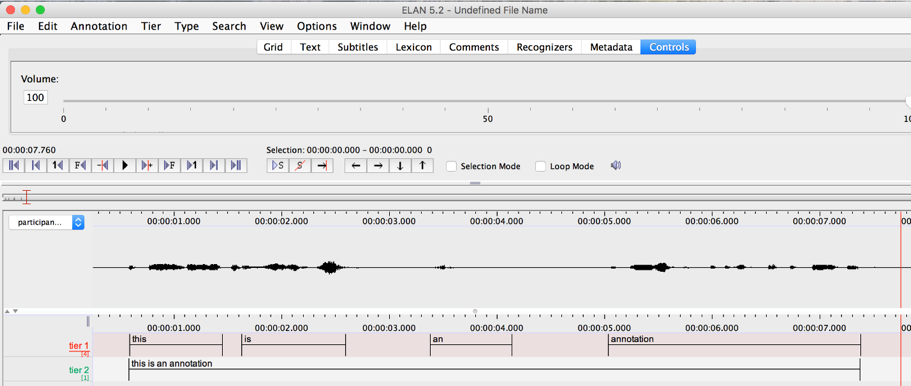 ELAN 5.2 - Undefined File Name
File Edit Annotation Tier Type Search View Options Window Help
Grid Text Subtitles Lexicon Comments Recognizers Metadata Controls
Volume:
100
0 50 10
00:00:07.760 Selection: 00:00:00.000 - 00:00:00.000 0
1 F F 1 S S Selection Mode Loop Mode
participan... 00:00:01.000 00:00:02.000 00:00:03.000 00:00:04.000 00:00:05.000 00:00:06.000 00:00:07.000 00
00:00:01.000 00:00:02.000 00:00:03.000 00:00:04.000 00:00:05.000 00:00:06.000 00:00:07.000 00
this is an annotation
tier 1
[4]
this is an annotation
tier 2
[1]